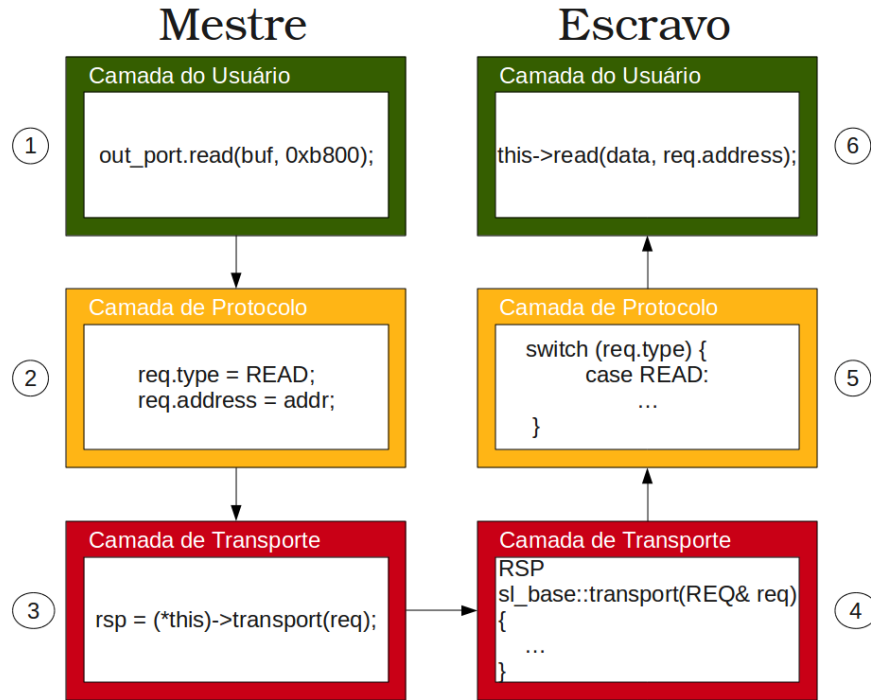 Mestre
Escravo
1
Camada do Usuário
out_port.read(buf, 0xb800);
Camada do Usuário
this->read(data, req.address);
6
2
Camada de Protocolo
req.type = READ;
req.address = addr;
Camada de Protocolo
switch (req.type) {
case READ:
...
}
5
3
Camada de Transporte
rsp = (*this)->transport(req);
Camada de Transporte
RSP
sl_base::transport(REQ& req)
{
...
}
4